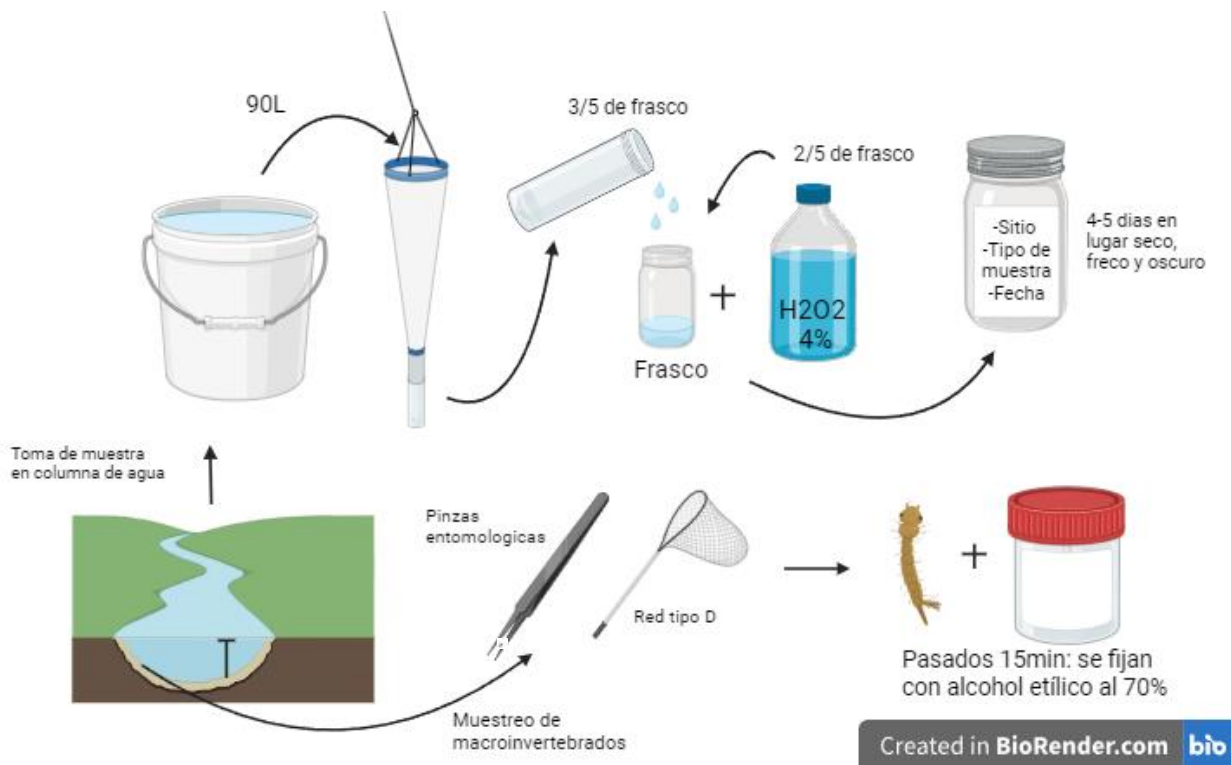 90L
3/5 de frasco
2/5 de frasco
H2O2
4%
Frasco
-Sitio
-Tipo de
muestra
-Fecha
4-5 dias en
lugar seco,
freco y oscuro
Toma de muestra
en columna de agua
Pinzas
entomologicas
Red tipo D
Muestreo de
macroinvertebrados
Pasados 15min: se fijan
con alcohol etílico al 70%
Created in BioRender.com bio